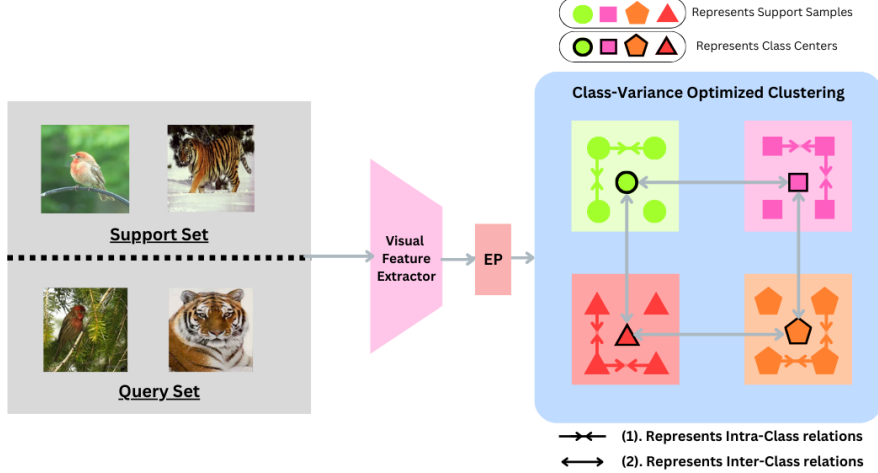 Represents Support Samples
Represents Class Centers
Class-Variance Optimized Clustering
Support Set
Visual
Feature
Extractor
EP
Query Set
(1). Represents Intra-Class relations
(2). Represents Inter-Class relations